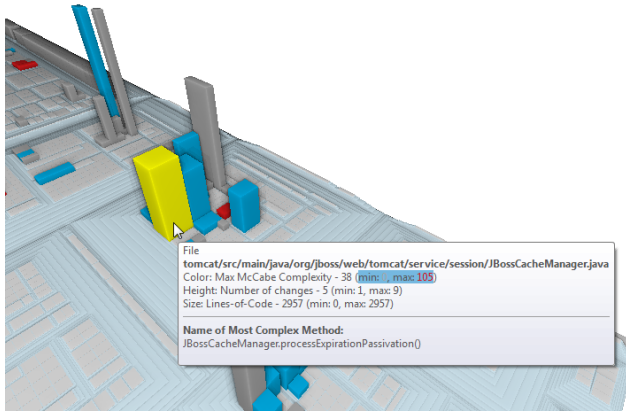 File
tomcat/src/main/java/org/jboss/web/tomcat/service/session/JBossCacheManager.java
Color: Max McCabe Complexity - 38 (min: , max: 105)
Height: Number of changes - 5 (min: 1, max: 9)
Size: Lines-of-Code - 2957 (min: 0, max: 2957)
Name of Most Complex Method:
JBossCacheManager.processExpirationPassivation()